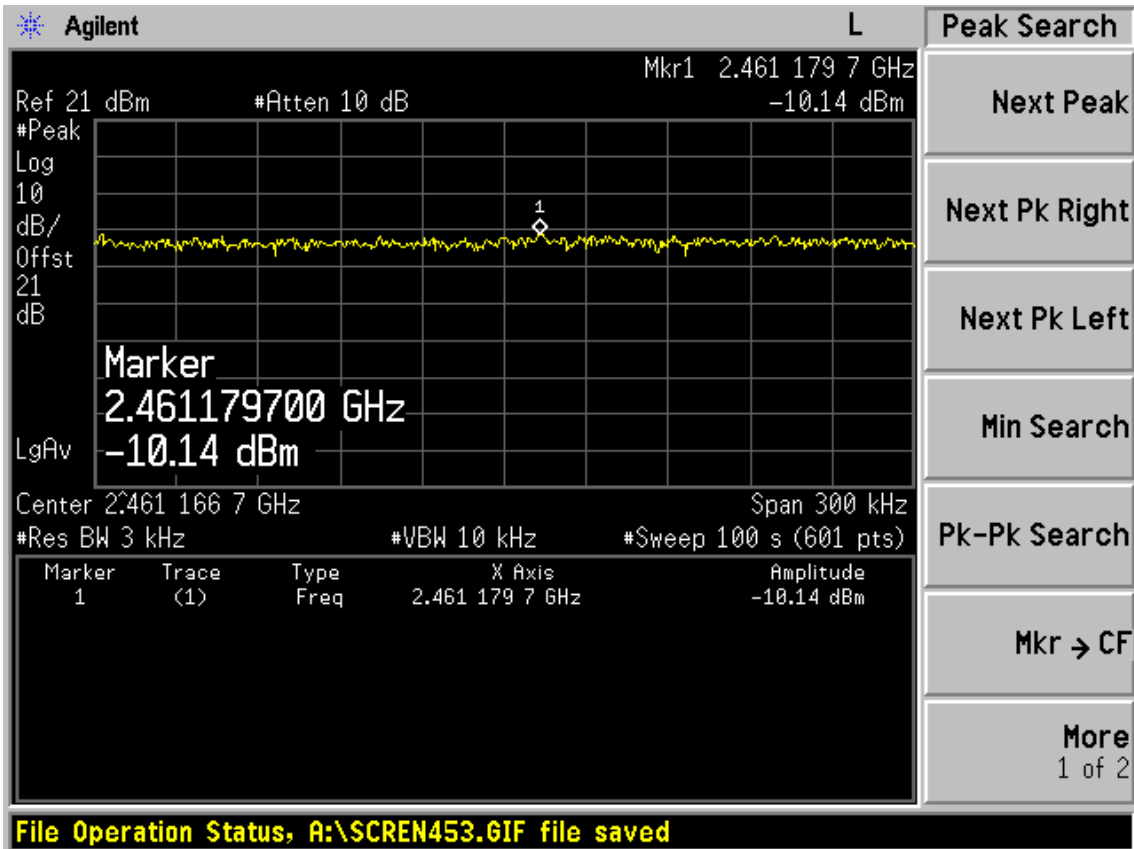 Agilent L Peak Search
Mkr1 2.461 179 7 GHz
Ref 21 dBm #Atten 10 dB -10.14 dBm
#Peak
Log
10
dB/
Offst
21
dB
1
Marker
2.461179700 GHz
-10.14 dBm
LgAv
Center 2.461 166 7 GHz Span 300 kHz
#Res BW 3 kHz #VBW 10 kHz #Sweep 100 s (601 pts)
Marker Trace Type X Axis Amplitude
1 (1) Freq 2.461 179 7 GHz -10.14 dBm
Next Peak
Next Pk Right
Next Pk Left
Min Search
Pk-Pk Search
Mkr → CF
More
1 of 2
File Operation Status, A:\SCREN453.GIF file saved